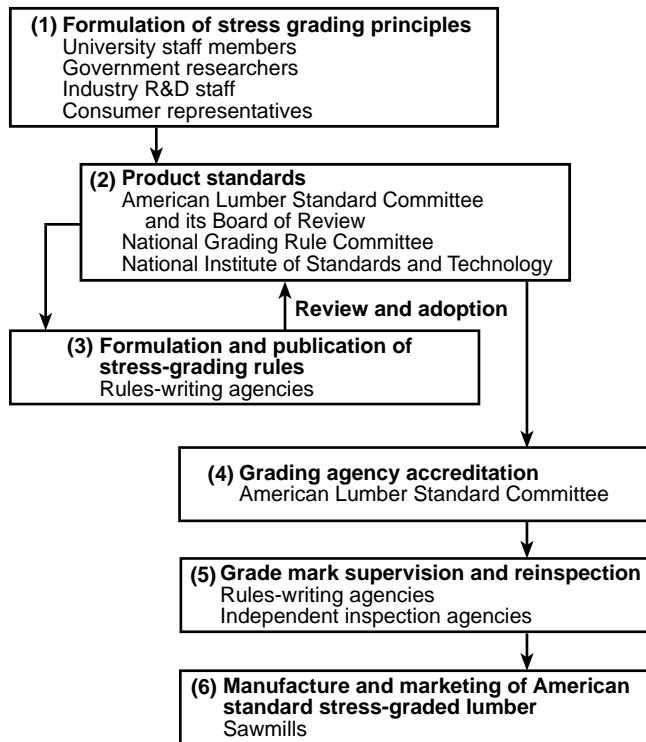 (1) Formulation of stress grading principles
University staff members
Government researchers
Industry R&D staff
Consumer representatives
(2) Product standards
American Lumber Standard Committee
and its Board of Review
National Grading Rule Committee
National Institute of Standards and Technology
Review and adoption
(3) Formulation and publication of
stress-grading rules
Rules-writing agencies
(4) Grading agency accreditation
American Lumber Standard Committee
(5) Grade mark supervision and reinspection
Rules-writing agencies
Independent inspection agencies
(6) Manufacture and marketing of American
standard stress-graded lumber
Sawmills